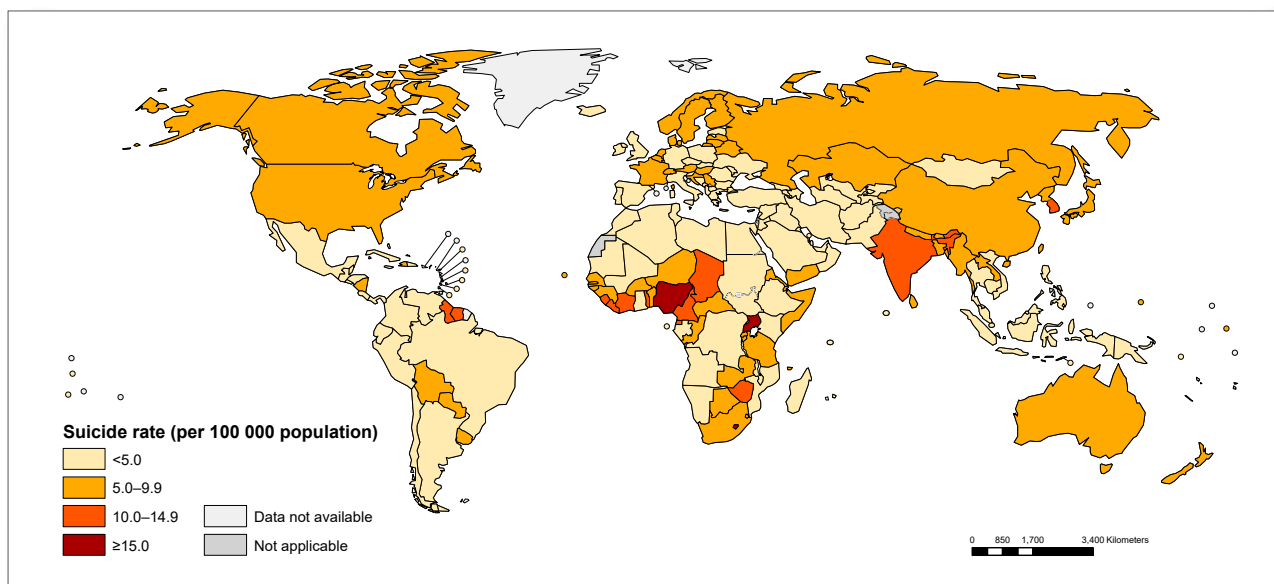 Suicide rate (per 100 000 population)
<5.0
5.0–9.9
10.0–14.9
≥15.0
Data not available
Not applicable
0 850 1,700 3,400 Kilometers